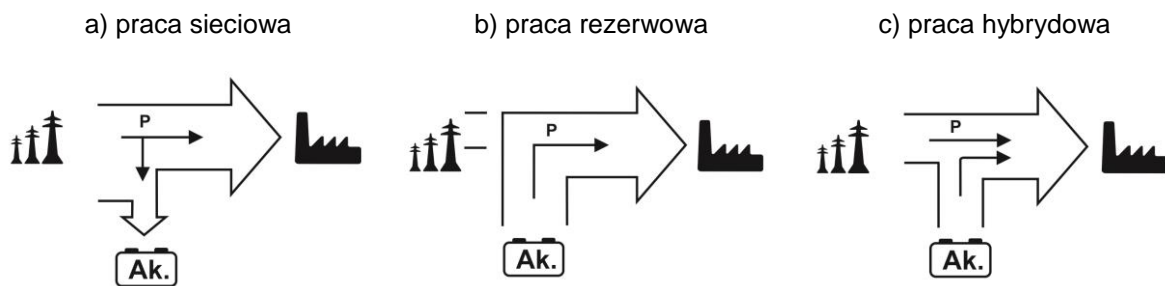 a) praca sieciowa
b) praca rezerwowa
c) praca hybrydowa
P
P
P
Ak.
Ak.
Ak.